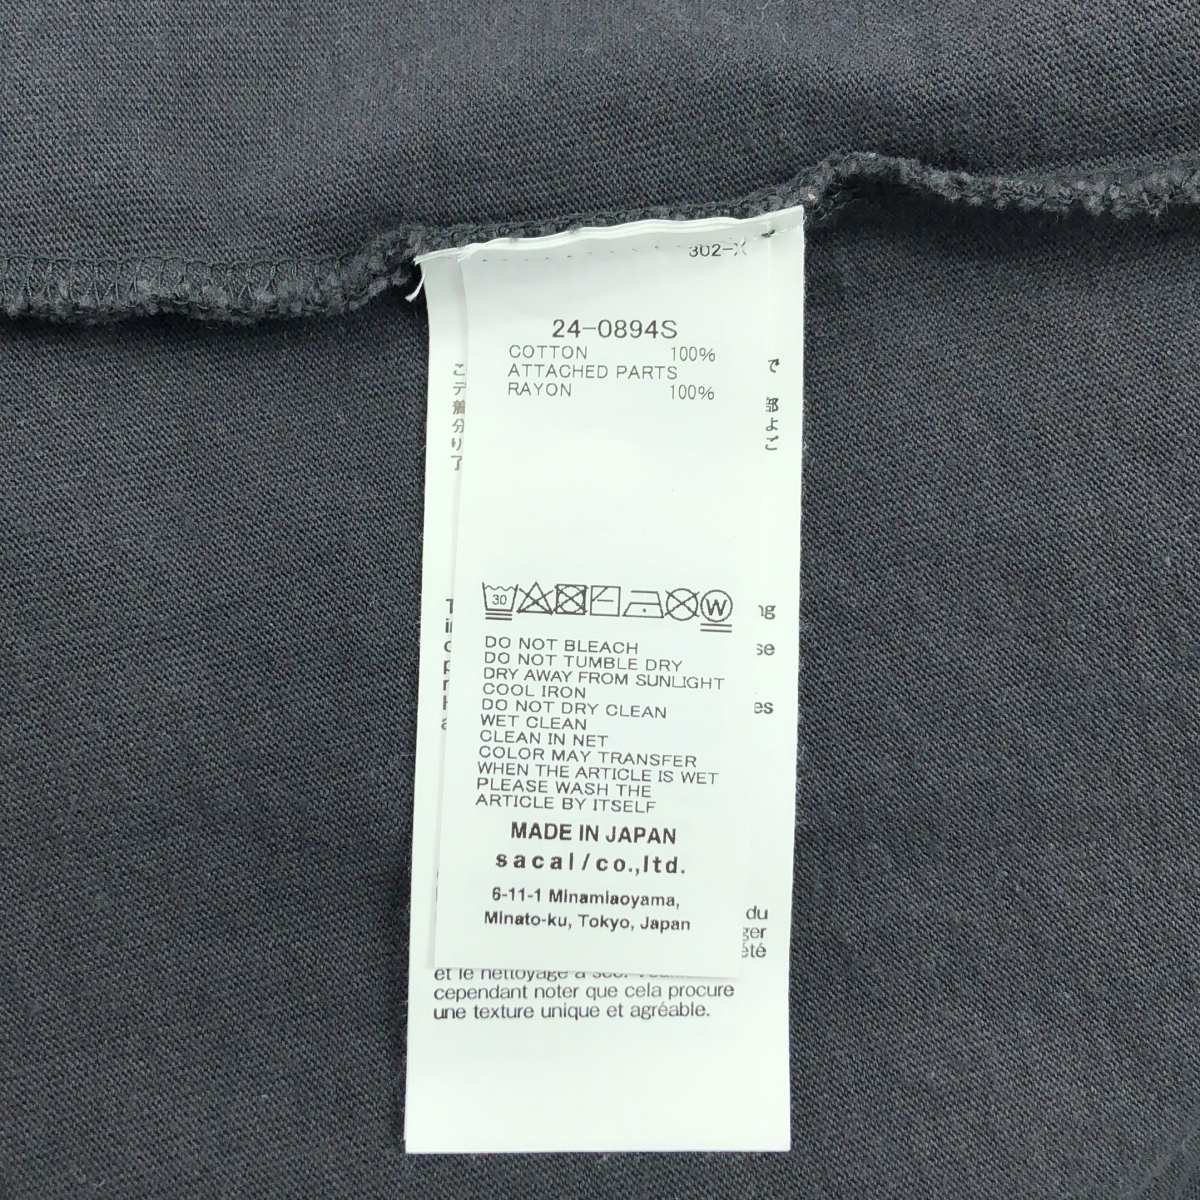 302-X
24-0894S
COTTON 100%
ATTACHED PARTS
RAYON 100%
30
W
DO NOT BLEACH
DO NOT TUMBLE DRY
DRY AWAY FROM SUNLIGHT
COOL IRON
DO NOT DRY CLEAN
WET CLEAN
CLEAN IN NET
COLOR MAY TRANSFER
WHEN THE ARTICLE IS WET
PLEASE WASH THE
ARTICLE BY ITSELF
MADE IN JAPAN
sacai/co.,ltd.
6-11-1 Minamiaoyama,
Minato-ku, Tokyo, Japan
du
été
et le nettoyage à
cependant noter que cela procure
une texture unique et agréable.